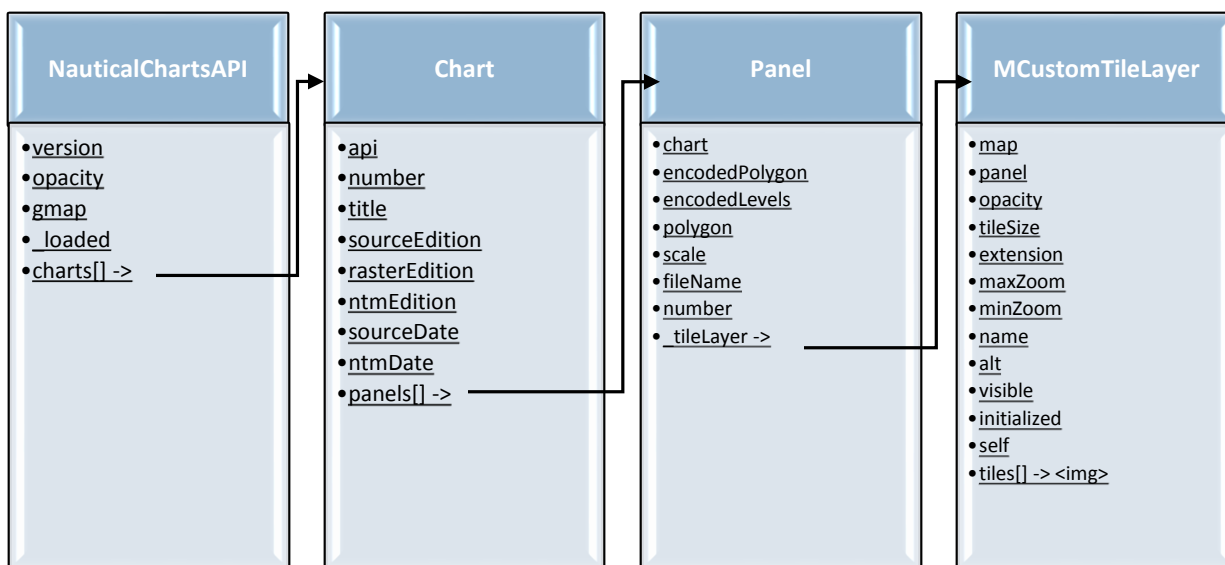 NauticalChartsAPI
•version
•opacity
•gmap
•_loaded
•charts[] ->
Chart
•api
•number
•title
•sourceEdition
•rasterEdition
•ntmEdition
•sourceDate
•ntmDate
•panels[] ->
Panel
•chart
•encodedPolygon
•encodedLevels
•polygon
•scale
•fileName
•number
•_tileLayer ->
MCustomTileLayer
•map
•panel
•opacity
•tileSize
•extension
•maxZoom
•minZoom
•name
•alt
•visible
•initialized
•self
•tiles[] -> <img>